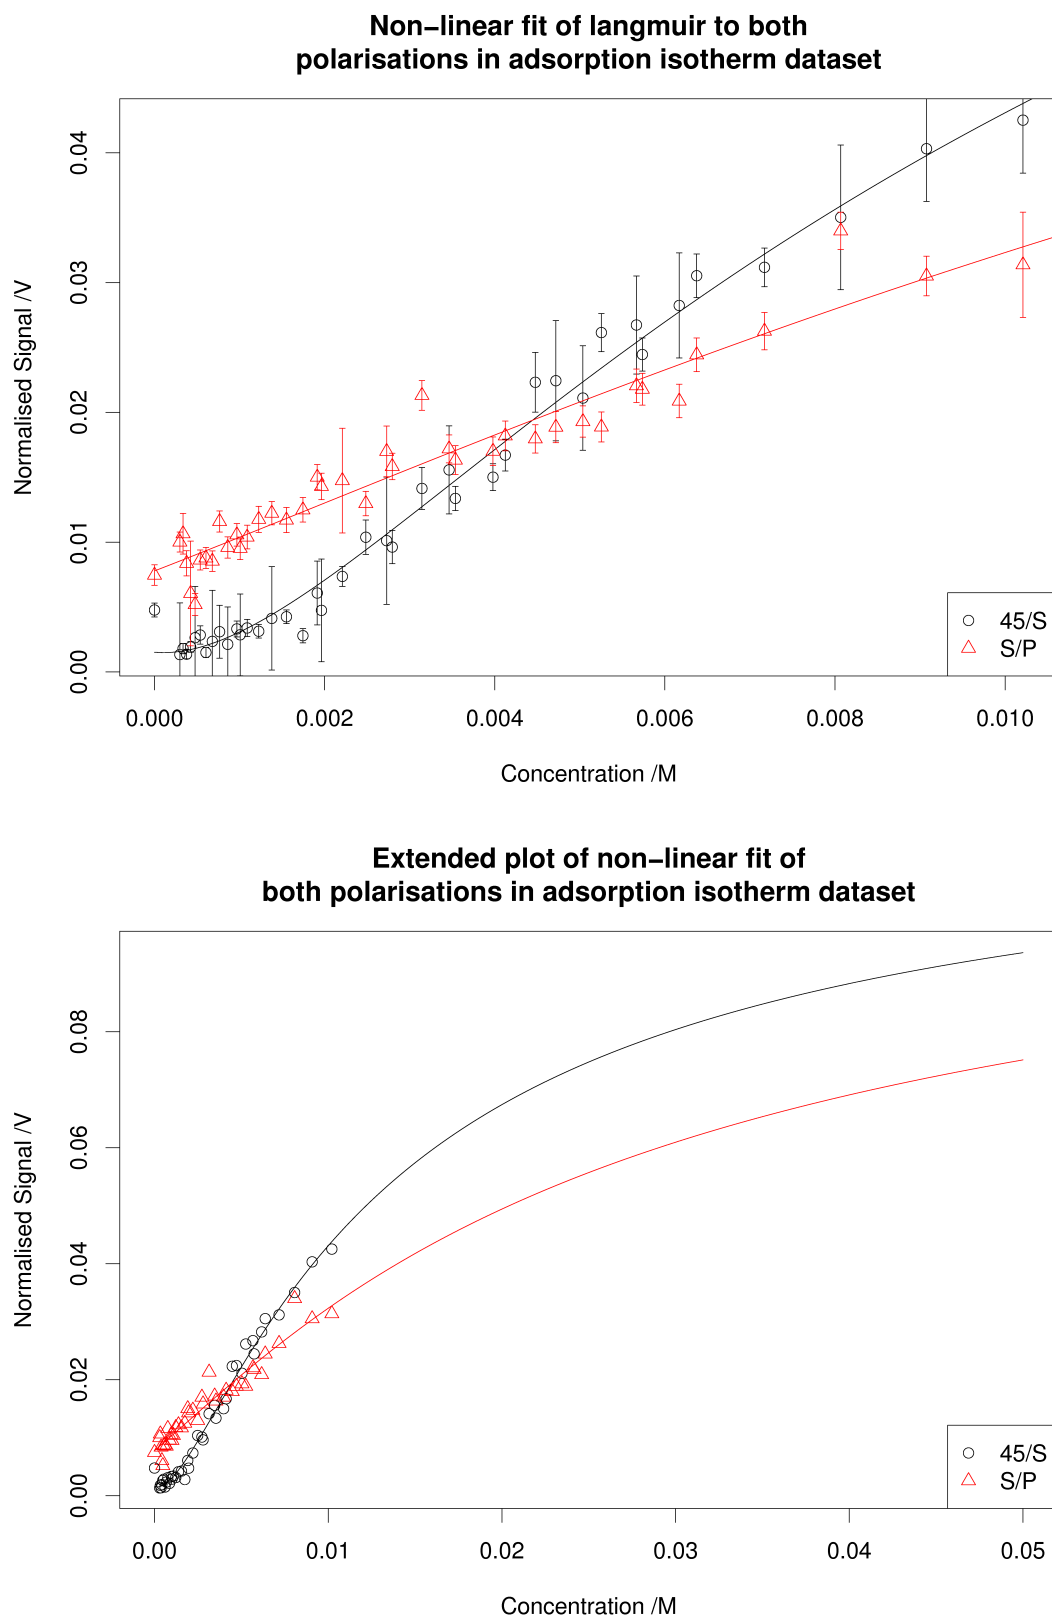 Non−linear fit of langmuir to both
polarisations in adsorption isotherm dataset
Normalised Signal /V
0.04
0.03
0.02
0.01
0.00
45/S
S/P
0.000 0.002 0.004 0.006 0.008 0.010
Concentration /M
Extended plot of non−linear fit of
both polarisations in adsorption isotherm dataset
Normalised Signal /V
0.08
0.06
0.04
0.02
0.00
45/S
S/P
0.00 0.01 0.02 0.03 0.04 0.05
Concentration /M